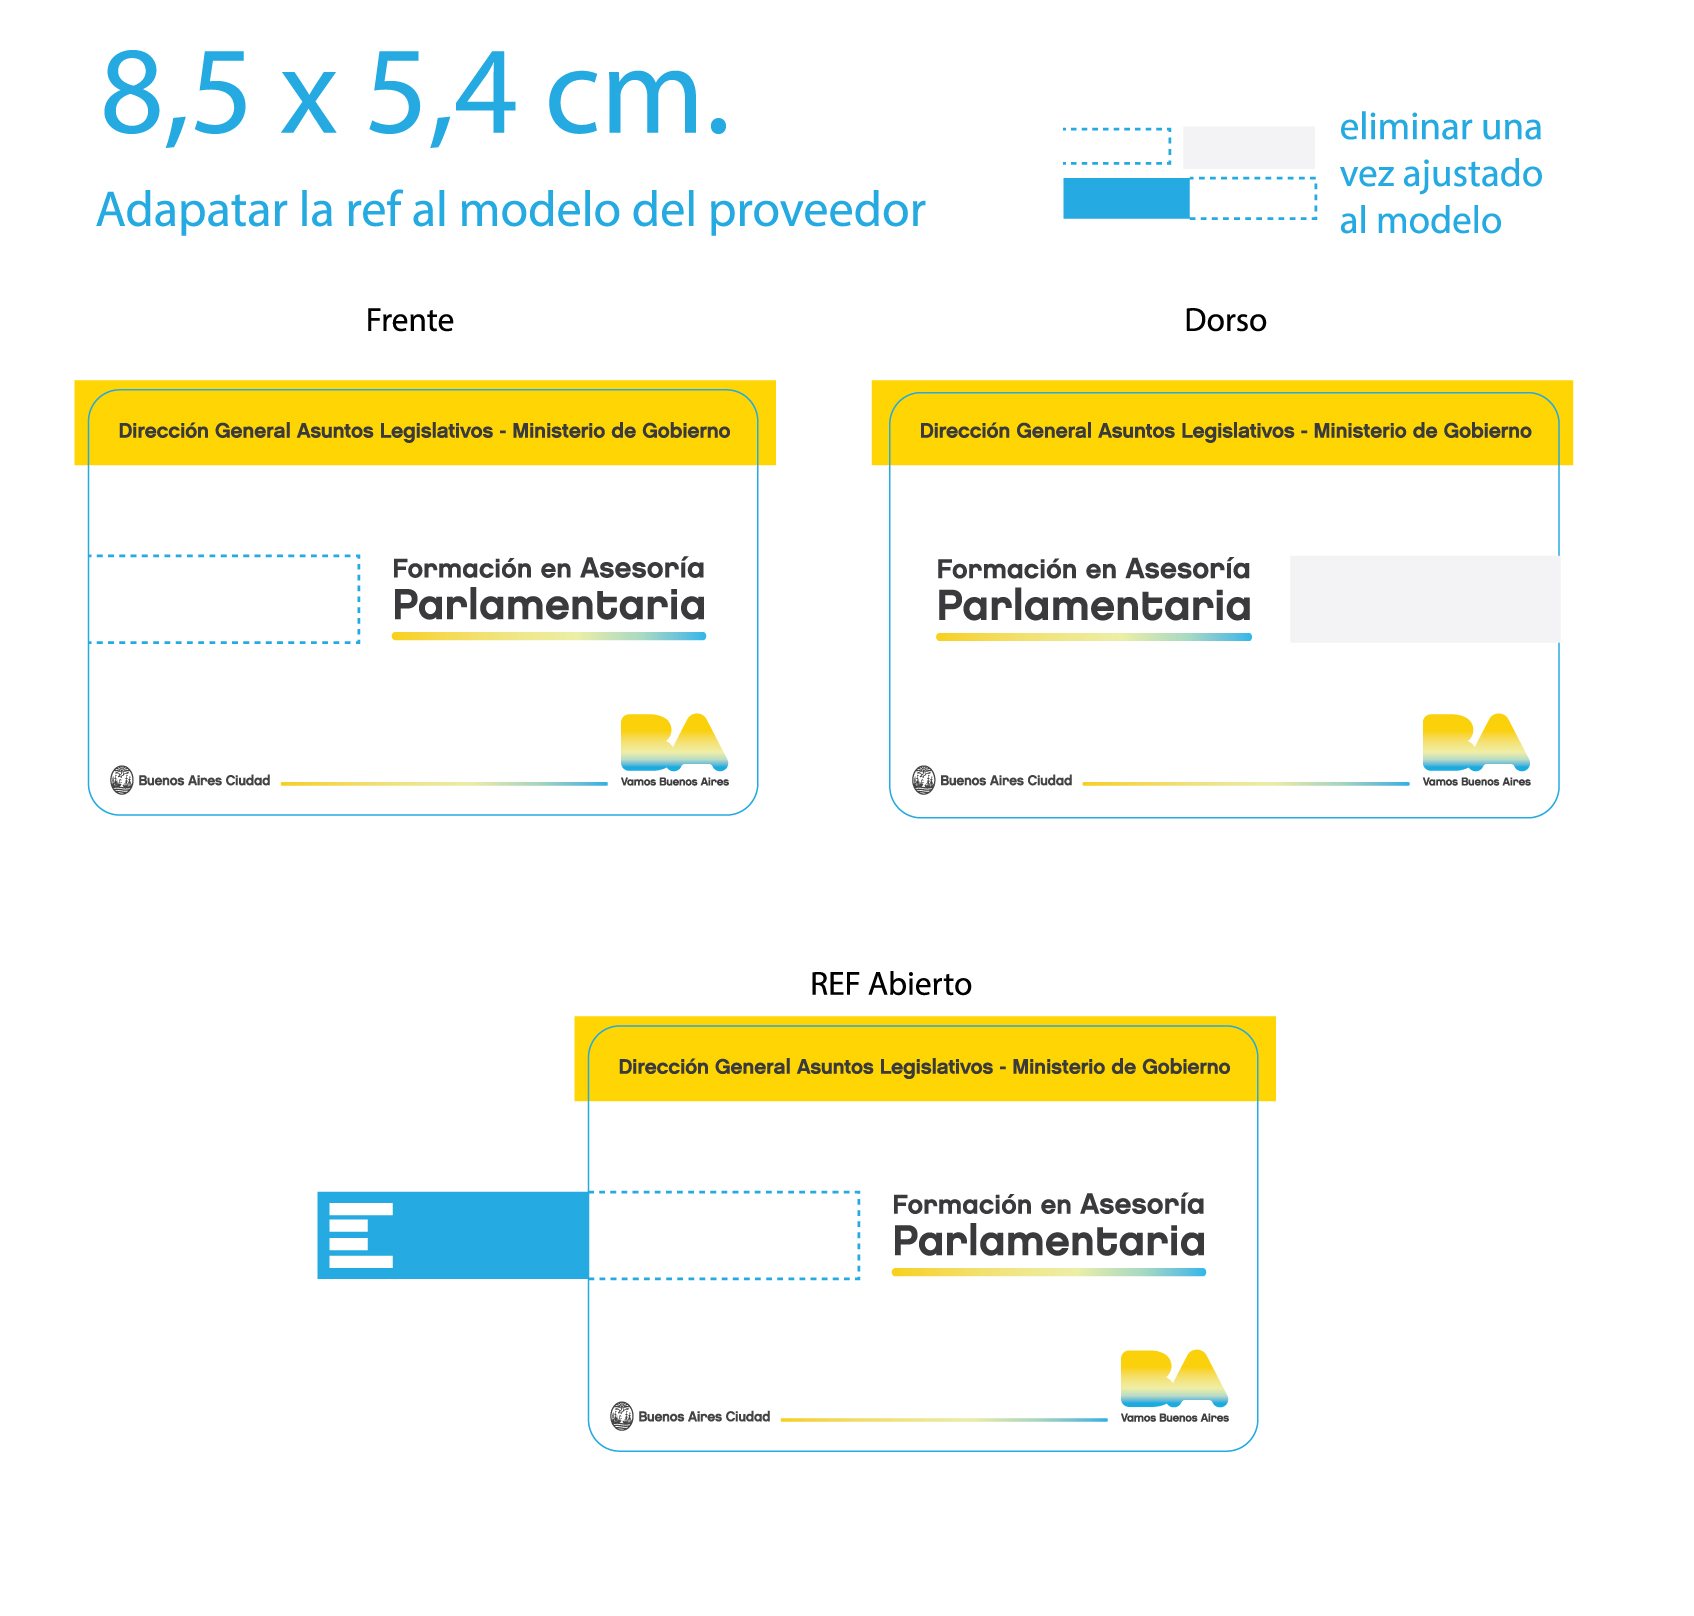 8,5 x 5,4 cm.
Adapatar la ref al modelo del proveedor
eliminar una
vez ajustado
al modelo
Frente
Dirección General Asuntos Legislativos - Ministerio de Gobierno
Formación en Asesoría
Parlamentaria
BA
Buenos Aires Ciudad
Vamos Buenos Aires
Dorso
Dirección General Asuntos Legislativos - Ministerio de Gobierno
Formación en Asesoría
Parlamentaria
BA
Buenos Aires Ciudad
Vamos Buenos Aires
REF Abierto
Dirección General Asuntos Legislativos - Ministerio de Gobierno
Formación en Asesoría
Parlamentaria
BA
Buenos Aires Ciudad
Vamos Buenos Aires